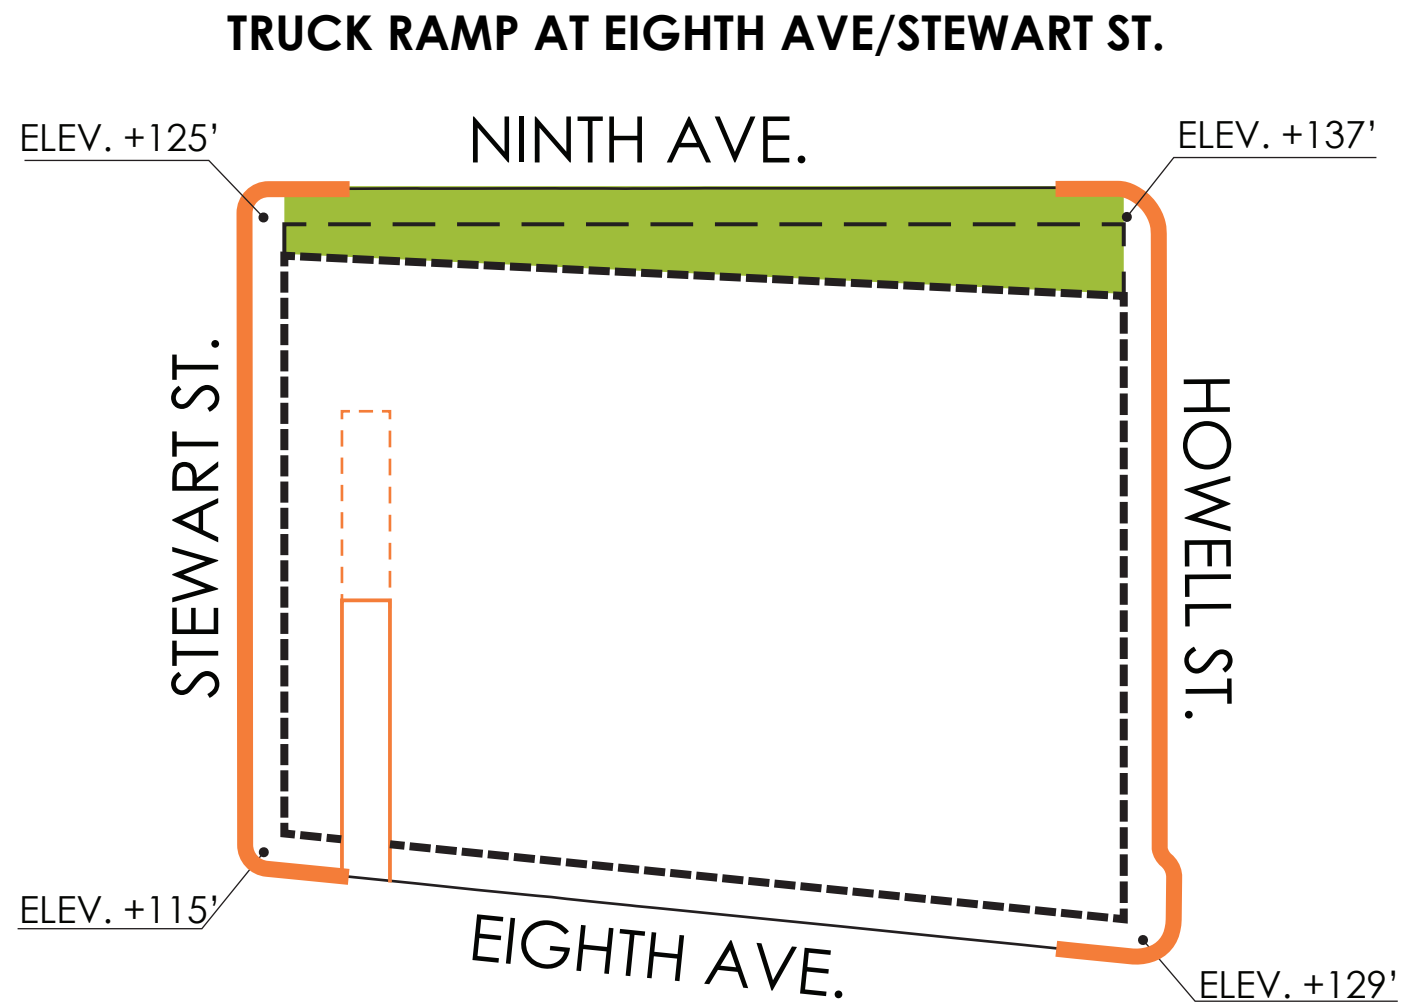 TRUCK RAMP AT EIGHTH AVE/STEWART ST.
ELEV. +125’
NINTH AVE.
ELEV. +137’
STEWART ST.
HOWELL ST.
ELEV. +115’
EIGHTH AVE.
ELEV. +129’